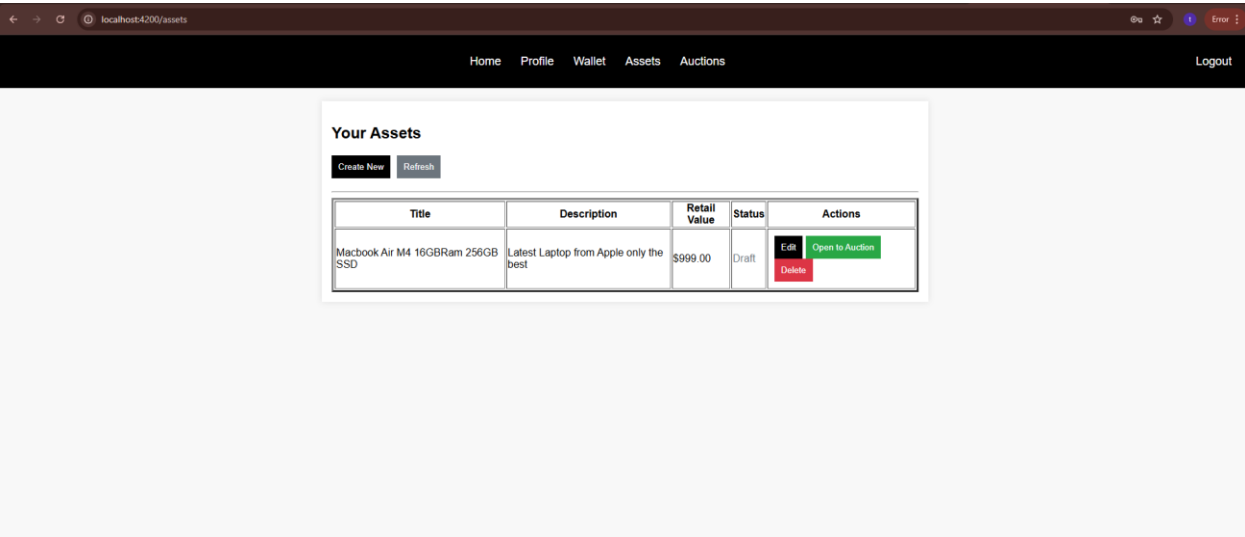 localhost:4200/assets
1
Error
Home Profile Wallet Assets Auctions Logout
Your Assets
Create New Refresh
Title Description Retail Value Status Actions
Macbook Air M4 16GBRam 256GB SSD
Latest Laptop from Apple only the best
$999.00
Draft
Edit Open to Auction
Delete